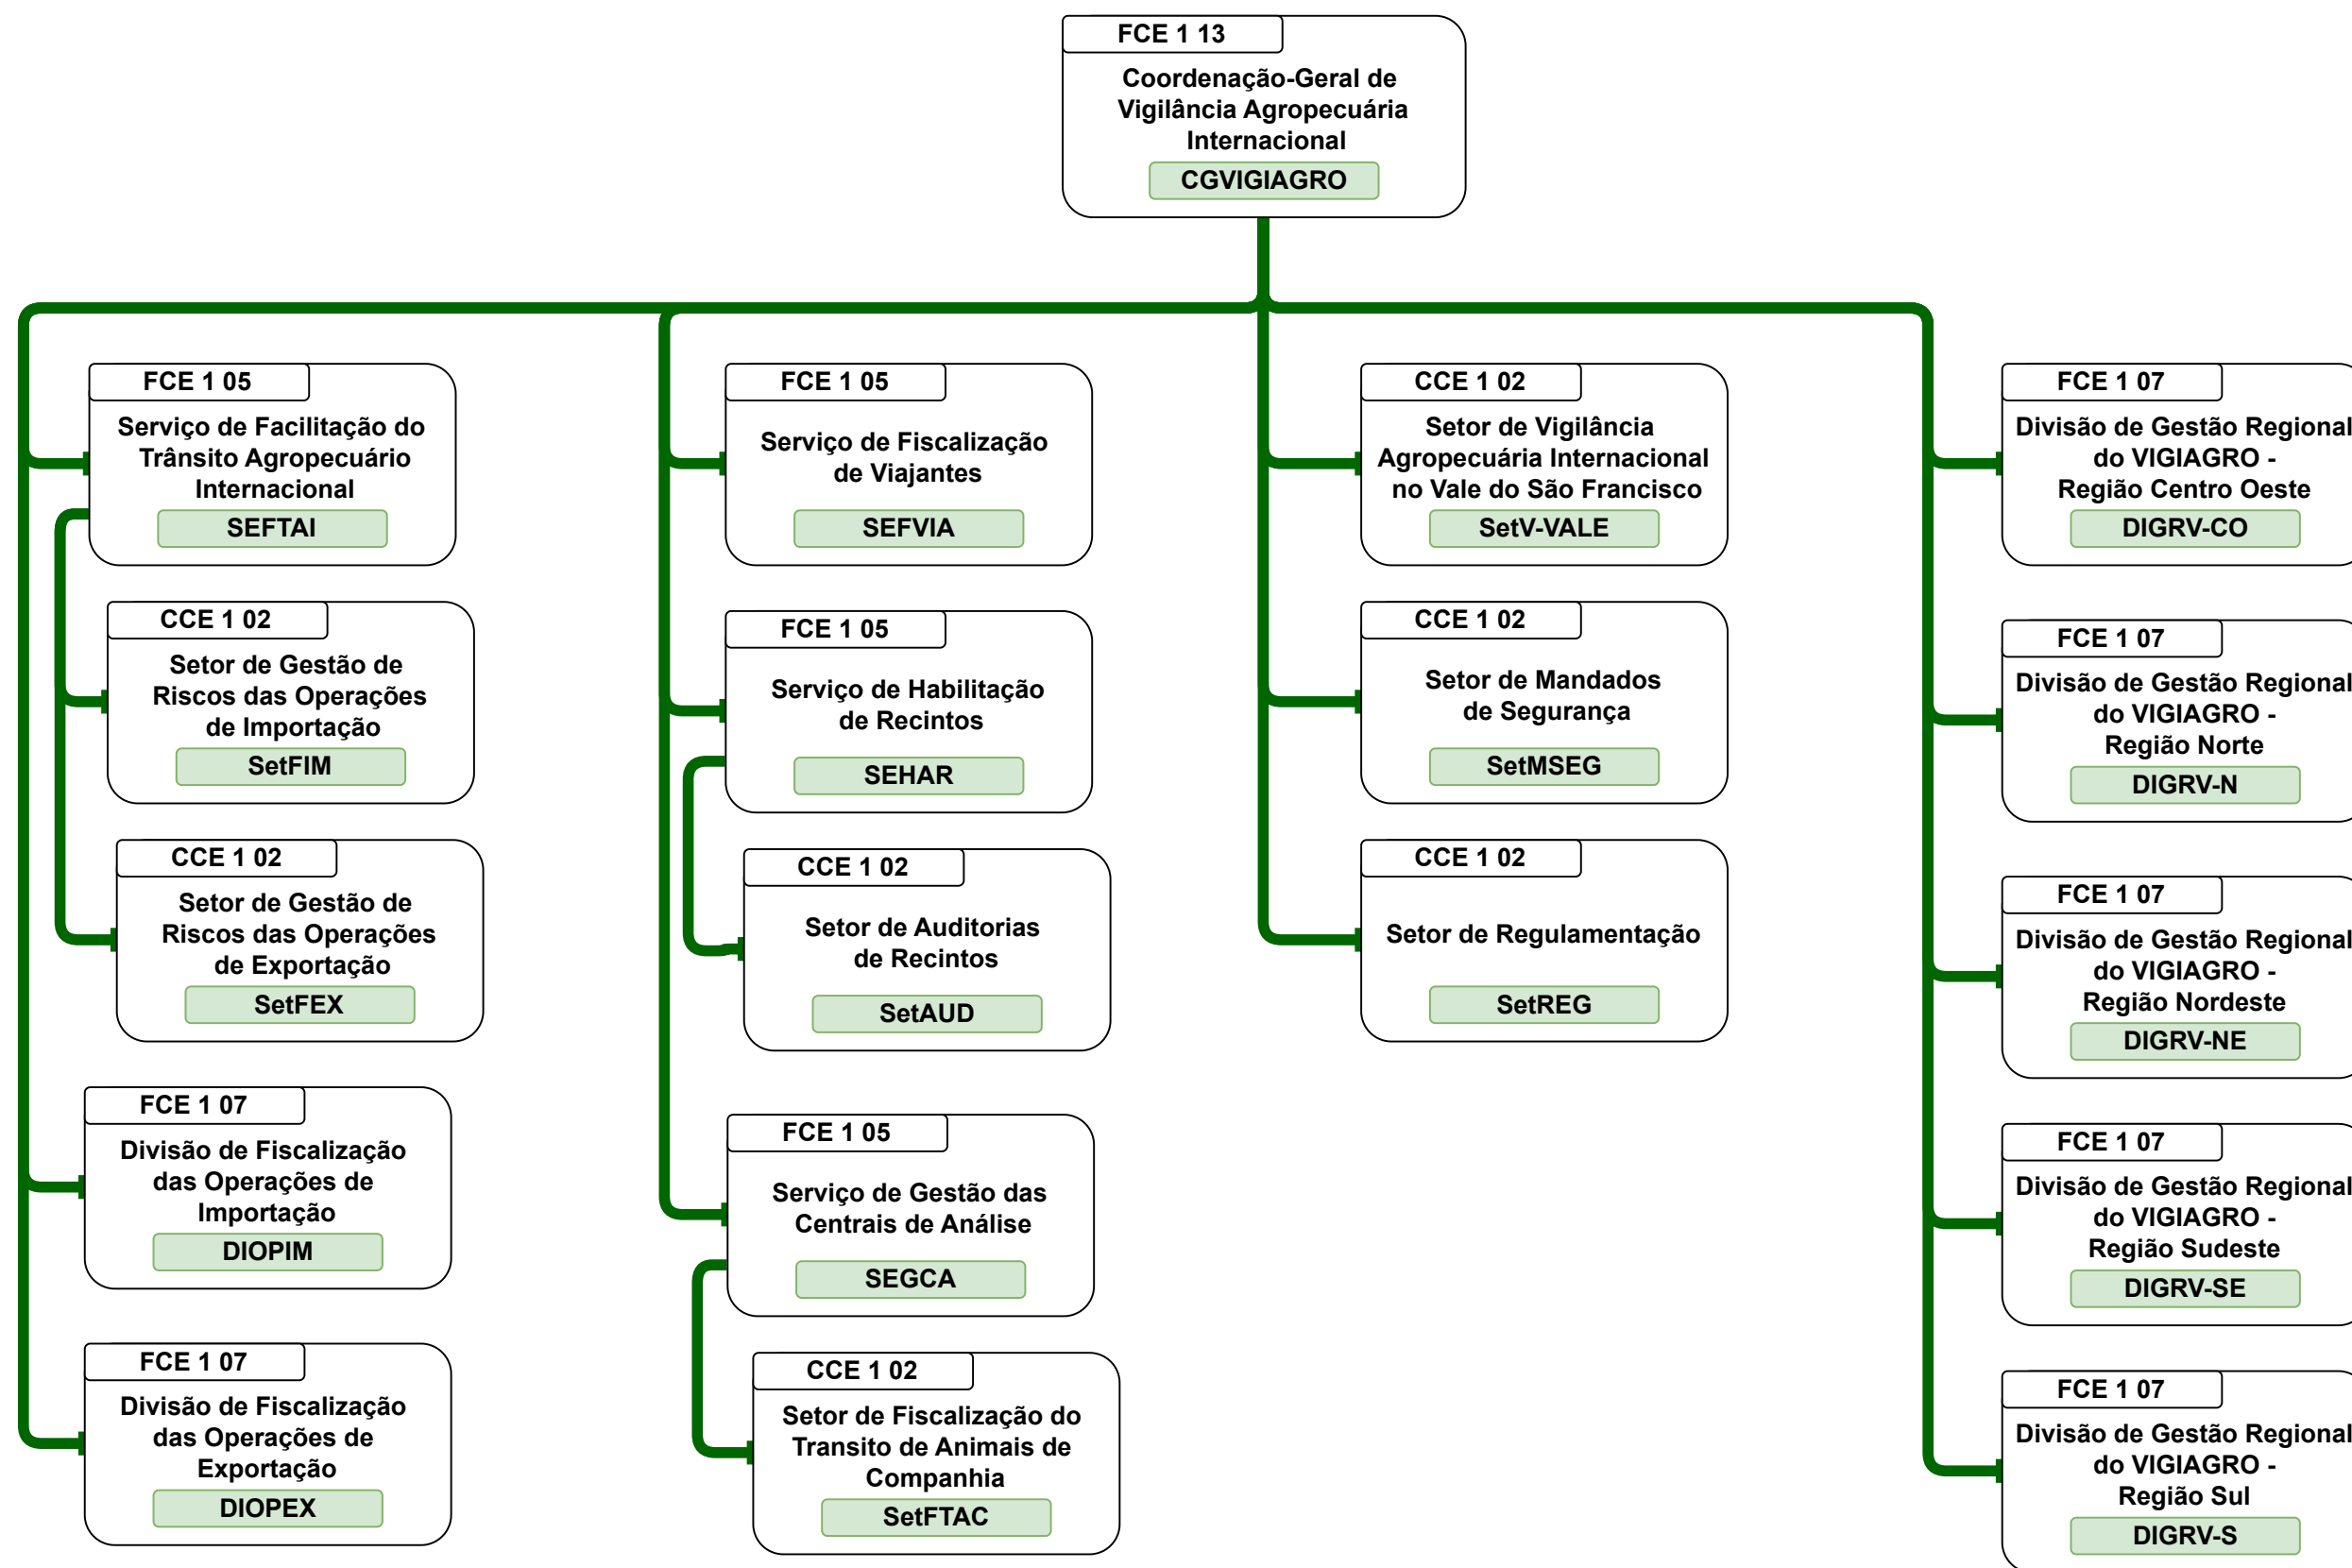 FCE 1 13
Coordenação-Geral de
Vigilância Agropecuária
Internacional
CGVIGIAGRO
FCE 1 05
Serviço de Facilitação do
Trânsito Agropecuário
Internacional
SEFTAI
CCE 1 02
Setor de Gestão de
Riscos das Operações
de Importação
SetFIM
CCE 1 02
Setor de Gestão de
Riscos das Operações
de Exportação
SetFEX
FCE 1 07
Divisão de Fiscalização
das Operações de
Importação
DIOPIM
FCE 1 07
Divisão de Fiscalização
das Operações de
Exportação
DIOPEX
FCE 1 05
Serviço de Fiscalização
de Viajantes
SEFVIA
FCE 1 05
Serviço de Habilitação
de Recintos
SEHAR
CCE 1 02
Setor de Auditorias
de Recintos
SetAUD
FCE 1 05
Serviço de Gestão das
Centrais de Análise
SEGCA
CCE 1 02
Setor de Fiscalização do
Transito de Animais de
Companhia
SetFTAC
CCE 1 02
Setor de Vigilância
Agropecuária Internacional
no Vale do São Francisco
SetV-VALE
CCE 1 02
Setor de Mandados
de Segurança
SetMSEG
CCE 1 02
Setor de Regulamentação
SetREG
FCE 1 07
Divisão de Gestão Regional
do VIGIAGRO -
Região Centro Oeste
DIGRV-CO
FCE 1 07
Divisão de Gestão Regional
do VIGIAGRO -
Região Norte
DIGRV-N
FCE 1 07
Divisão de Gestão Regional
do VIGIAGRO -
Região Nordeste
DIGRV-NE
FCE 1 07
Divisão de Gestão Regional
do VIGIAGRO -
Região Sudeste
DIGRV-SE
FCE 1 07
Divisão de Gestão Regional
do VIGIAGRO -
Região Sul
DIGRV-S